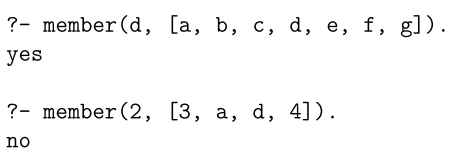 ?- member(d, [a, b, c, d, e, f, g]).
yes
?- member(2, [3, a, d, 4]).
no